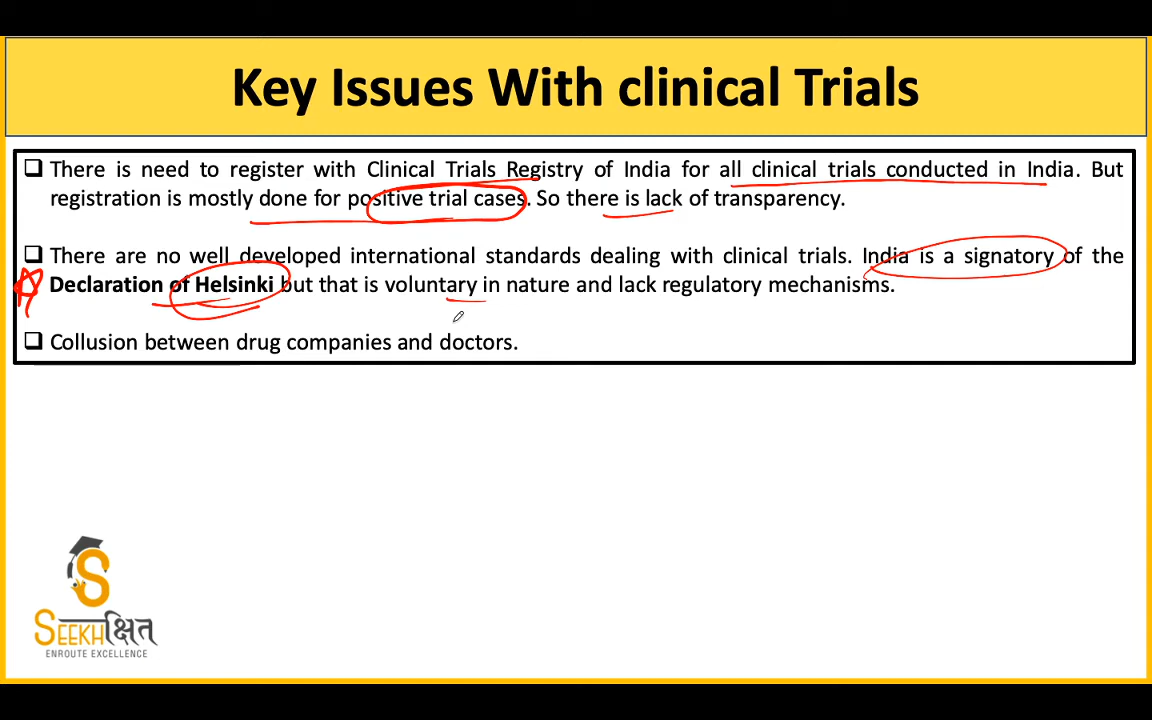 Key Issues With clinical Trials
❑ There is need to register with Clinical Trials Registry of India for all clinical trials conducted in India. But
registration is mostly done for positive trial cases. So there is lack of transparency.
❑ There are no well developed international standards dealing with clinical trials. India is a signatory of the
Declaration of Helsinki but that is voluntary in nature and lack regulatory mechanisms.
❑ Collusion between drug companies and doctors.
S
SEEKHक्षित
ENROUTE EXCELLENCE